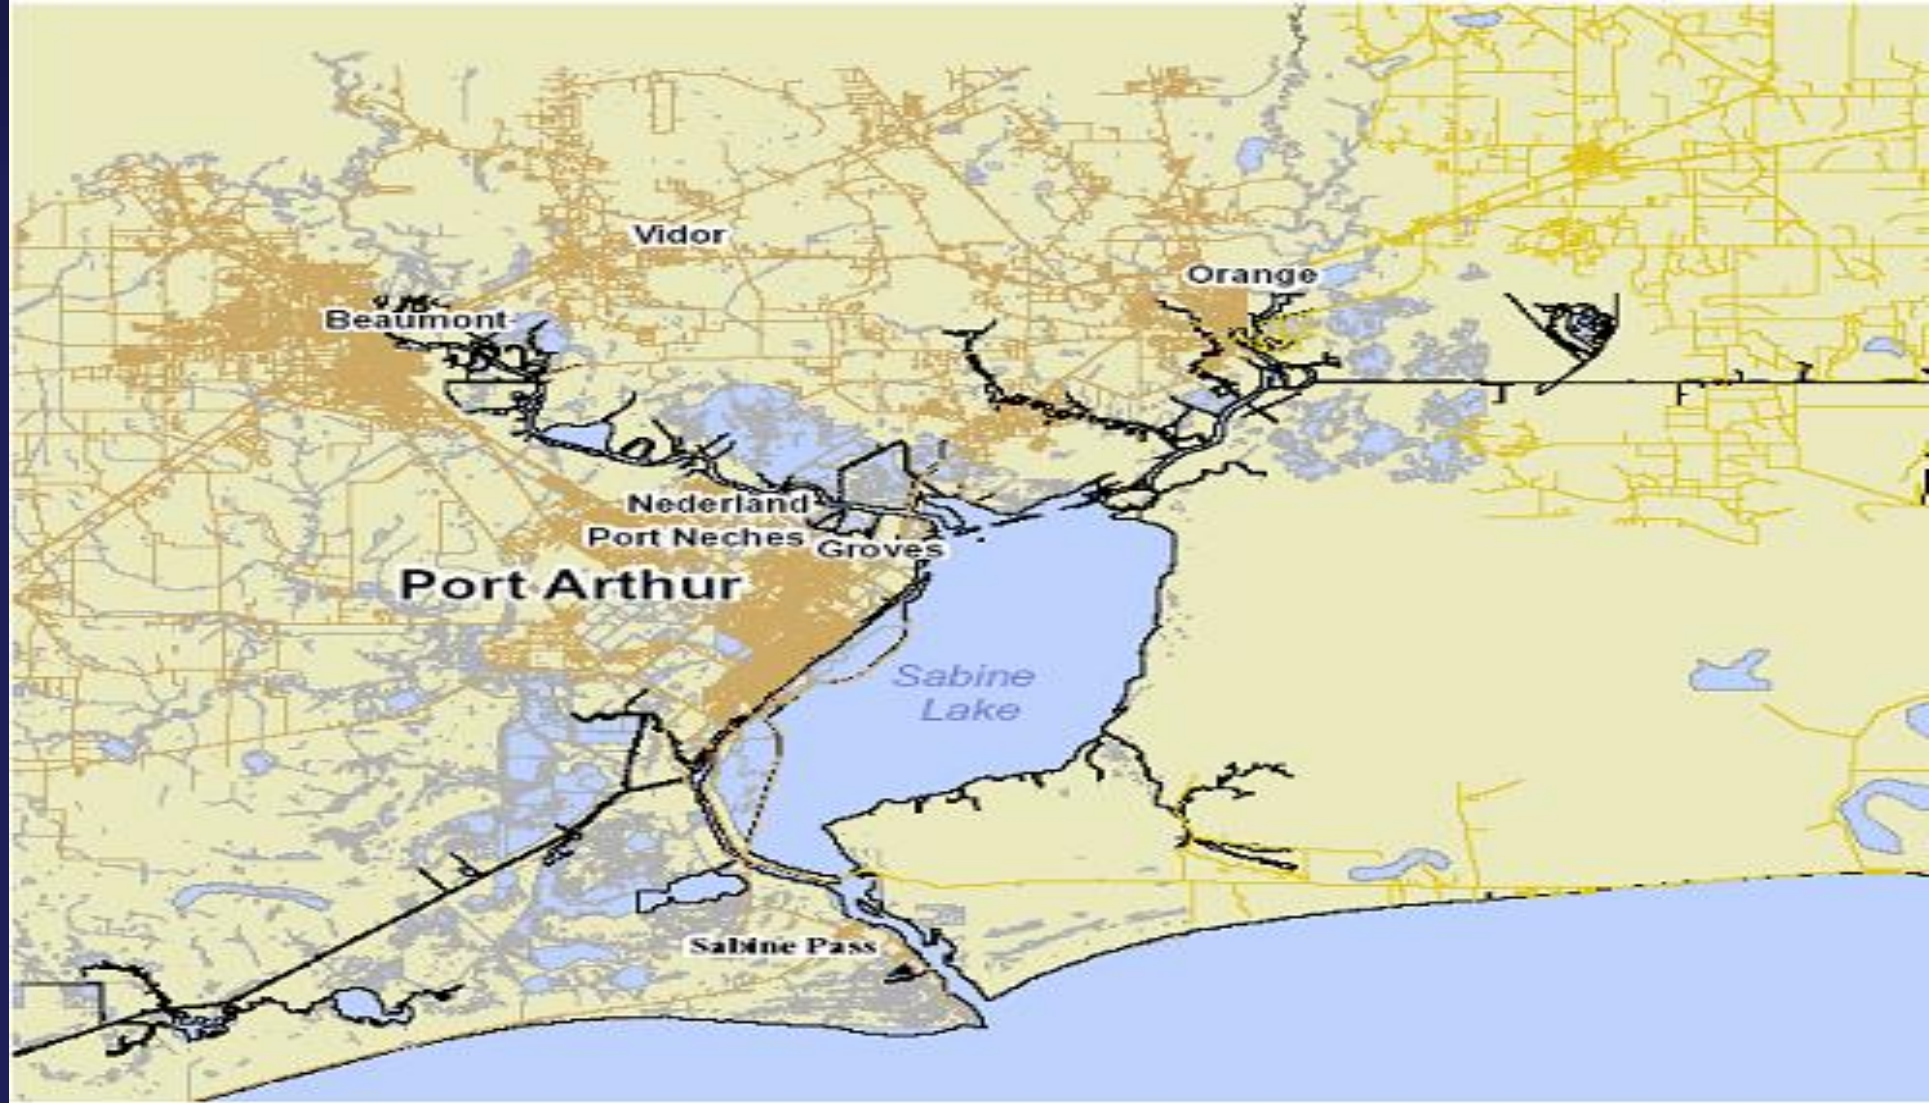 Vidor
Orange
Beaumont
Nederland
Port Neches
Groves
Port Arthur
Sabine
Lake
Sabine Pass